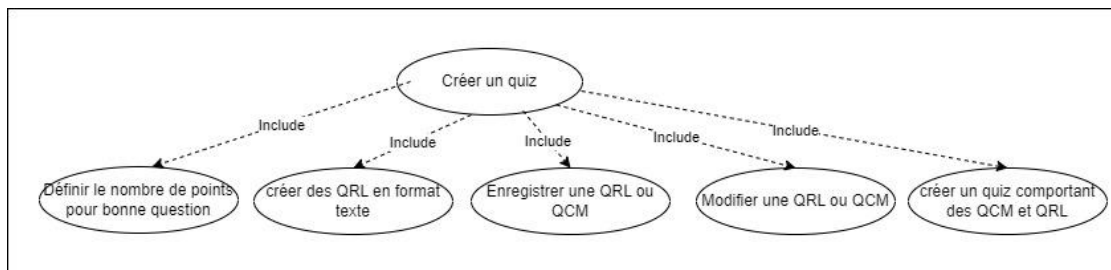 Créer un quiz
Include
Include
Include
Include
Include
Définir le nombre de points
pour bonne question
créer des QRL en format
texte
Enregistrer une QRL ou
QCM
Modifier une QRL ou QCM
créer un quiz comportant
des QCM et QRL